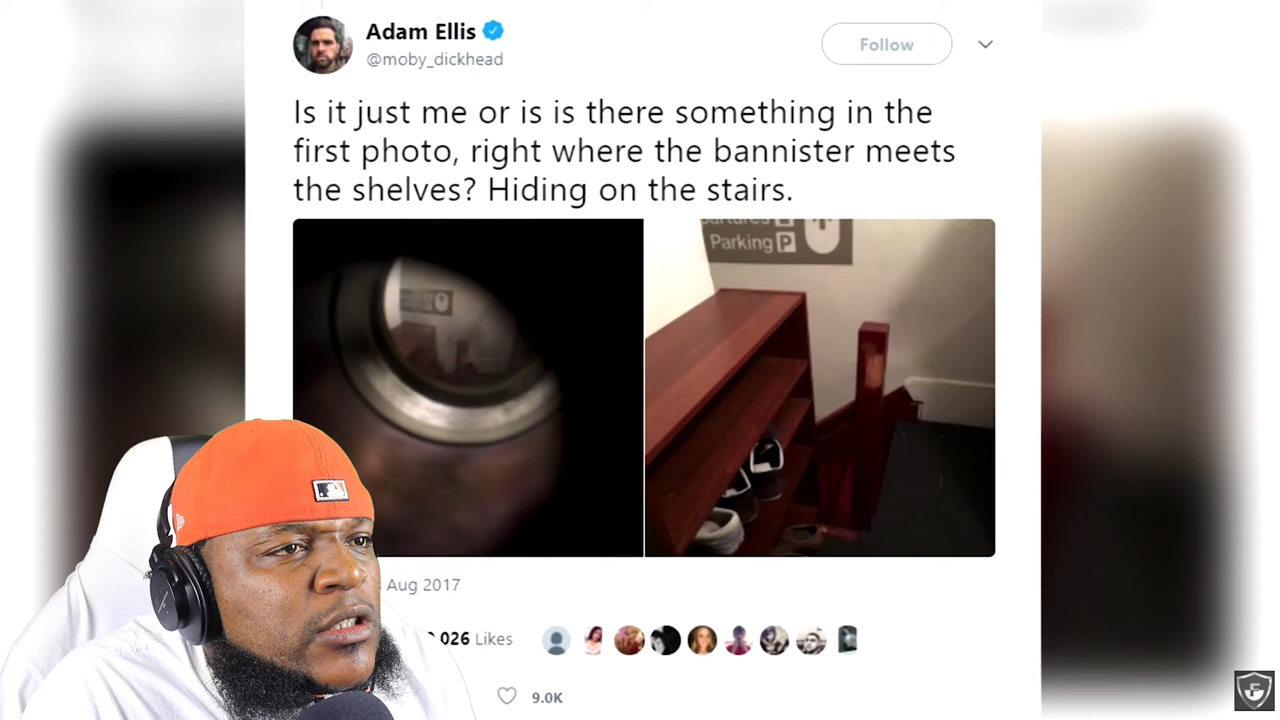 Adam Ellis
@moby_dickhead
Follow
Is it just me or is is there something in the
first photo, right where the bannister meets
the shelves? Hiding on the stairs.
Parking P
Aug 2017
026 Likes
9.0K